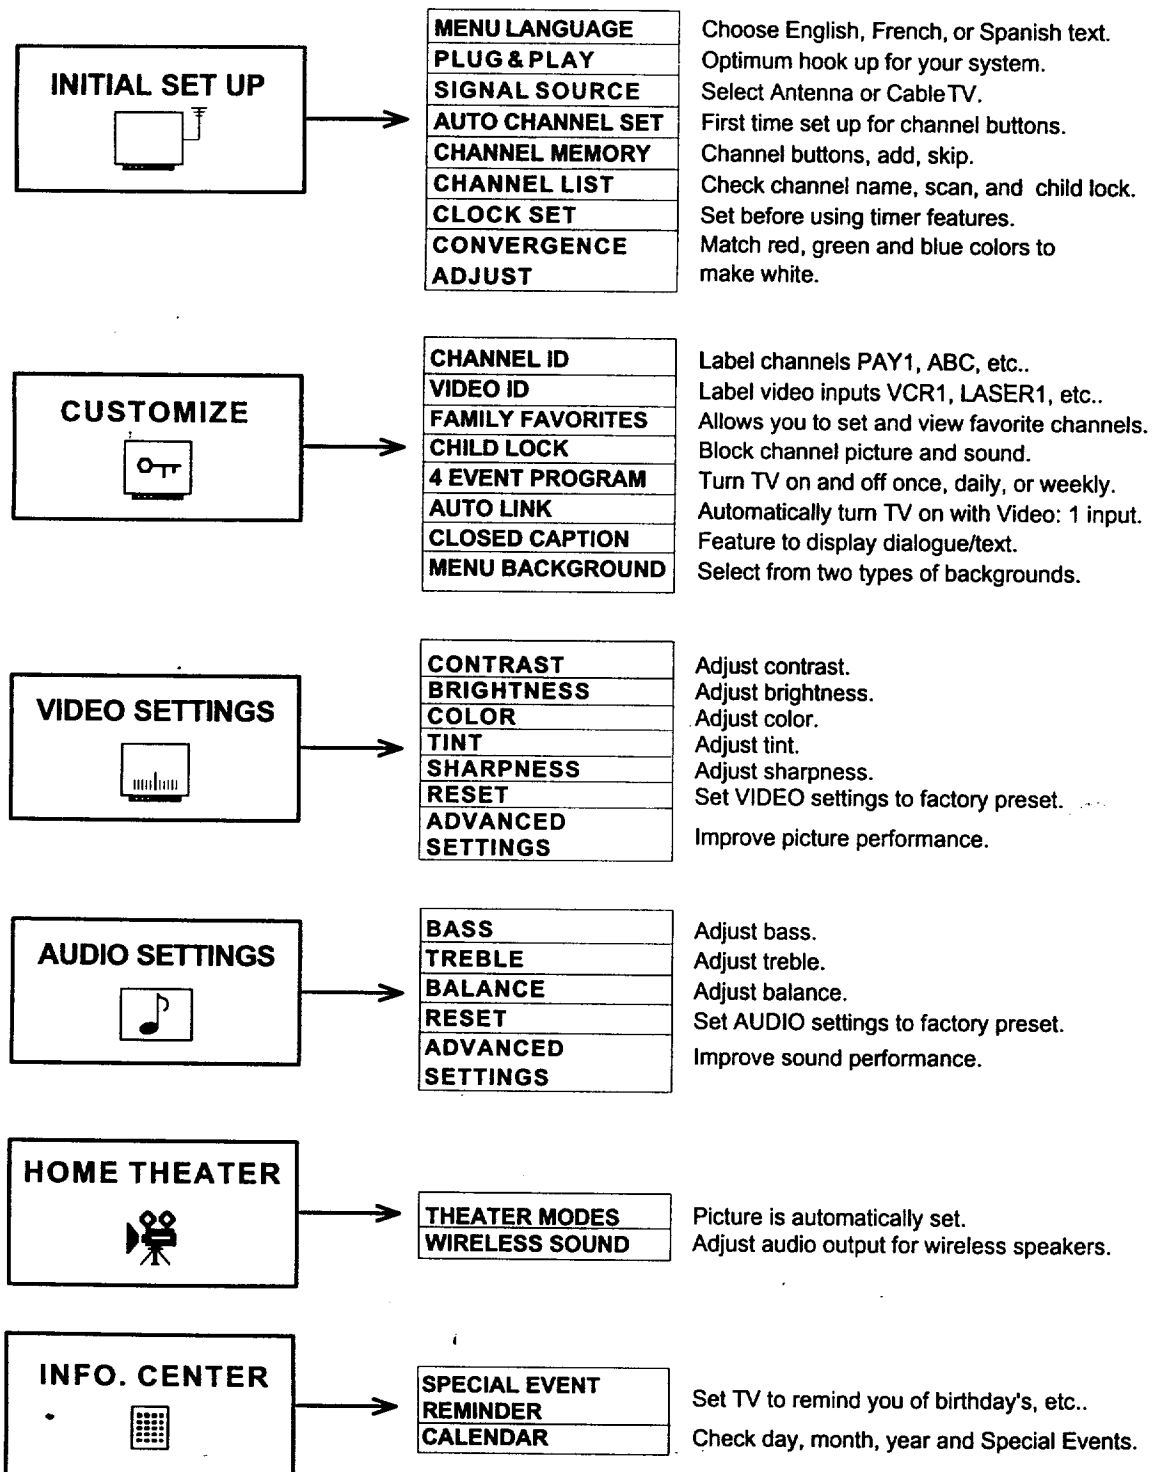 INITIAL SET UP
MENU LANGUAGE Choose English, French, or Spanish text.
PLUG & PLAY Optimum hook up for your system.
SIGNAL SOURCE Select Antenna or Cable TV.
AUTO CHANNEL SET First time set up for channel buttons.
CHANNEL MEMORY Channel buttons, add, skip.
CHANNEL LIST Check channel name, scan, and child lock.
CLOCK SET Set before using timer features.
CONVERGENCE Match red, green and blue colors to
ADJUST make white.
CUSTOMIZE
CHANNEL ID Label channels PAY1, ABC, etc..
VIDEO ID Label video inputs VCR1, LASER1, etc..
FAMILY FAVORITES Allows you to set and view favorite channels.
CHILD LOCK Block channel picture and sound.
4 EVENT PROGRAM Turn TV on and off once, daily, or weekly.
AUTO LINK Automatically turn TV on with Video: 1 input.
CLOSED CAPTION Feature to display dialogue/text.
MENU BACKGROUND Select from two types of backgrounds.
VIDEO SETTINGS
CONTRAST Adjust contrast.
BRIGHTNESS Adjust brightness.
COLOR Adjust color.
TINT Adjust tint.
SHARPNESS Adjust sharpness.
RESET Set VIDEO settings to factory preset.
ADVANCED
SETTINGS Improve picture performance.
AUDIO SETTINGS
BASS Adjust bass.
TREBLE Adjust treble.
BALANCE Adjust balance.
RESET Set AUDIO settings to factory preset.
ADVANCED Improve sound performance.
SETTINGS
HOME THEATER
THEATER MODES Picture is automatically set.
WIRELESS SOUND Adjust audio output for wireless speakers.
INFO. CENTER
SPECIAL EVENT
REMINDER Set TV to remind you of birthday's, etc..
CALENDAR Check day, month, year and Special Events.